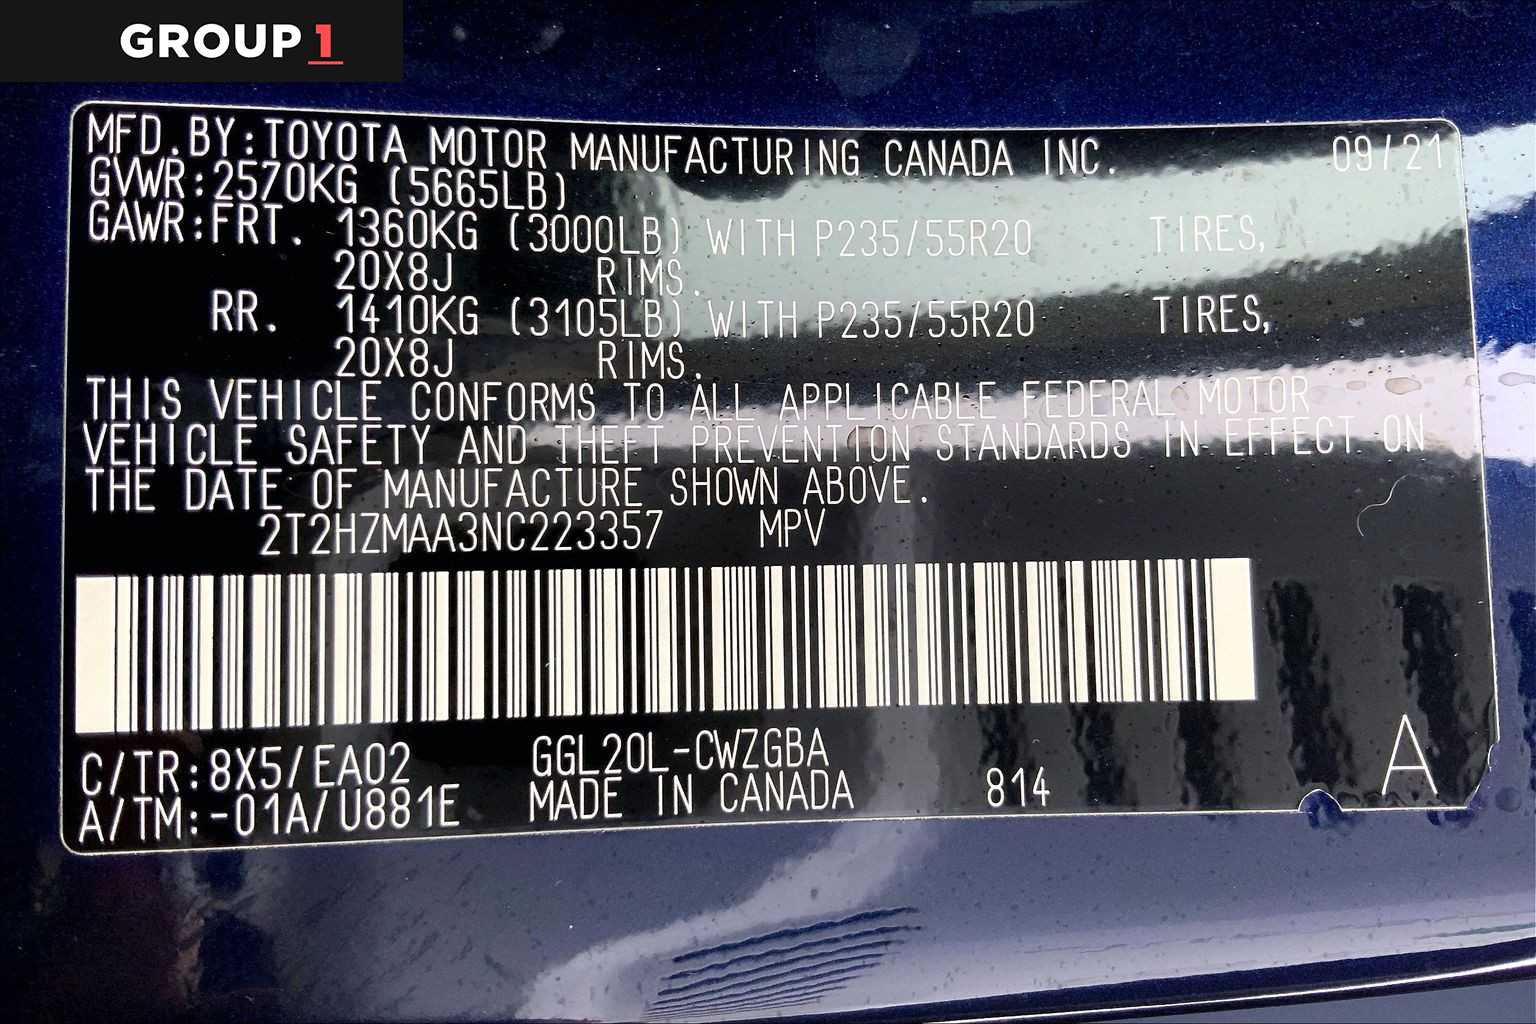 GROUP 1
MFD.BY:TOYOTA MOTOR MANUFACTURING CANADA INC. 09/21
GVWR:2570KG (5665LB)
GAWR:FRT. 1360KG (3000LB) WITH P235/55R20 TIRES,
20X8J RIMS.
RR. 1410KG (3105LB) WITH P235/55R20 TIRES,
20X8J RIMS.
THIS VEHICLE CONFORMS TO ALL APPLICABLE FEDERAL MOTOR
VEHICLE SAFETY AND THEFT PREVENTION STANDARDS IN EFFECT ON
THE DATE OF MANUFACTURE SHOWN ABOVE.
2T2HZMAA3NC223357 MPV
C/TR:8X5/EA02 GGL20L-CWZGBA
A/TM:-01A/U881E MADE IN CANADA 814 A